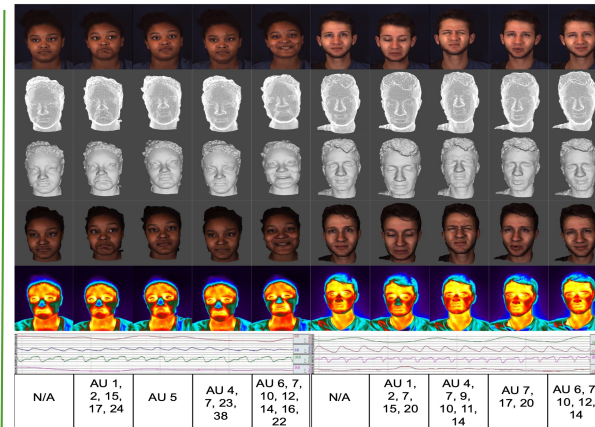 N/A
AU 1,
2, 15,
17, 24
AU 5
AU 4,
7, 23,
38
AU 6, 7,
10, 12,
14, 16,
22
N/A
AU 1,
2, 7,
15, 20
AU 4,
7, 9,
10, 11,
14
AU 7,
17, 20
AU 6, 7
10, 12,
14